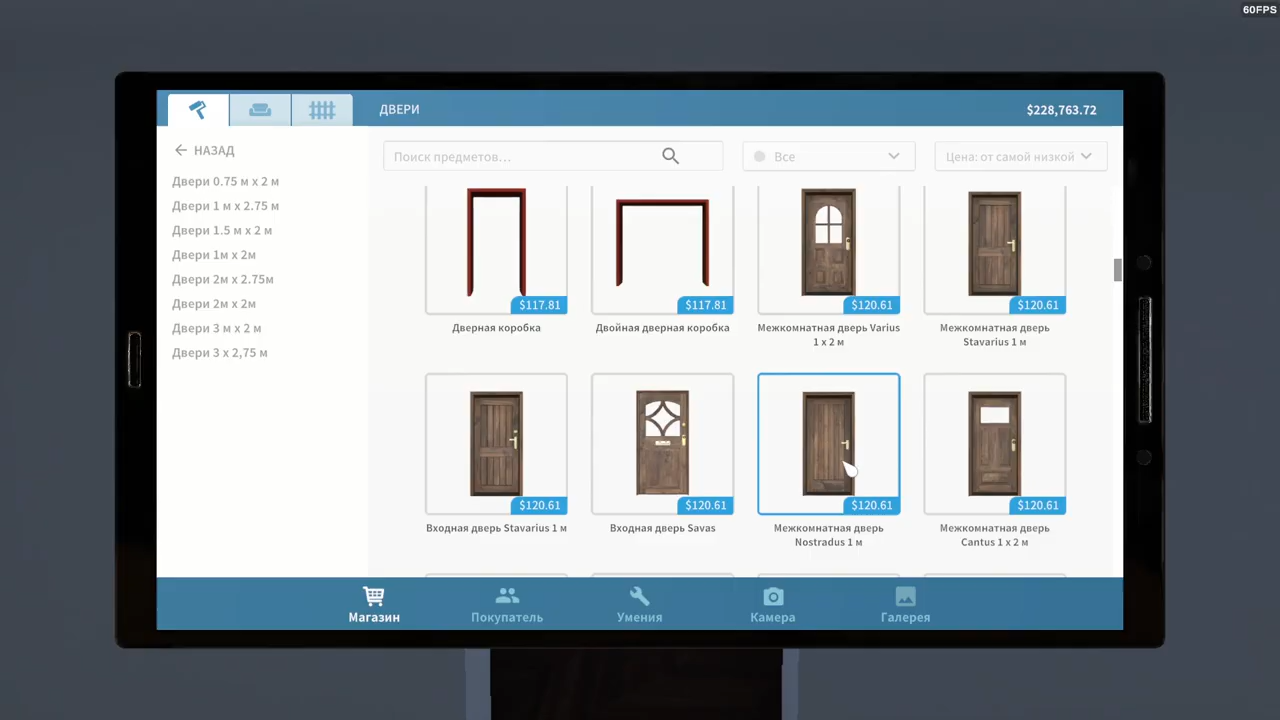 60FPS
ДВЕРИ
$228,763.72
НАЗАД
Поиск предметов...
Все
Цена: от самой низкой
Двери 0.75 м x 2 м
Двери 1 м x 2.75 м
Двери 1.5 м x 2 м
Двери 1м x 2м
Двери 2м x 2.75м
Двери 2м x 2м
Двери 3 м x 2 м
Двери 3 x 2,75 м
$117.81
$117.81
$120.61
$120.61
Дверная коробка
Двойная дверная коробка
Межкомнатная дверь Varius
1 x 2 м
Межкомнатная дверь
Stavarius 1 м
$120.61
$120.61
$120.61
$120.61
Входная дверь Stavarius 1 м
Входная дверь Savas
Межкомнатная дверь
Nostradus 1 м
Межкомнатная дверь
Cantus 1 x 2 м
Магазин
Покупатель
Умения
Камера
Галерея